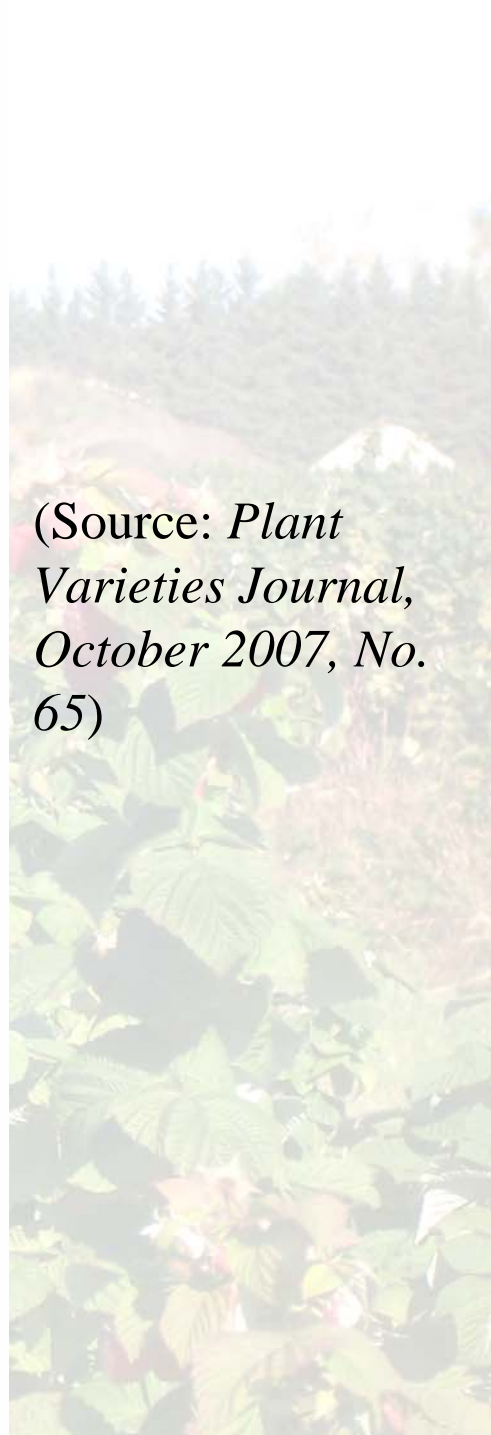 (Source: Plant
Varieties Journal,
October 2007, No.
65)